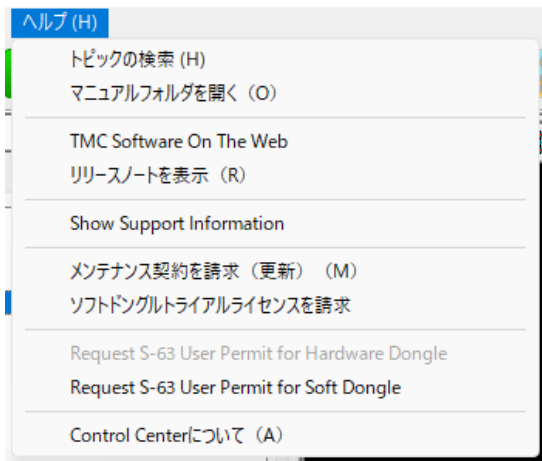 ヘルプ (H)
トピックの検索 (H)
マニュアルフォルダを開く（O）
TMC Software On The Web
リリースノートを表示（R）
Show Support Information
メンテナンス契約を請求（更新）（M）
ソフトドングルトライアルライセンスを請求
Request S-63 User Permit for Hardware Dongle
Request S-63 User Permit for Soft Dongle
Control Centerについて（A）